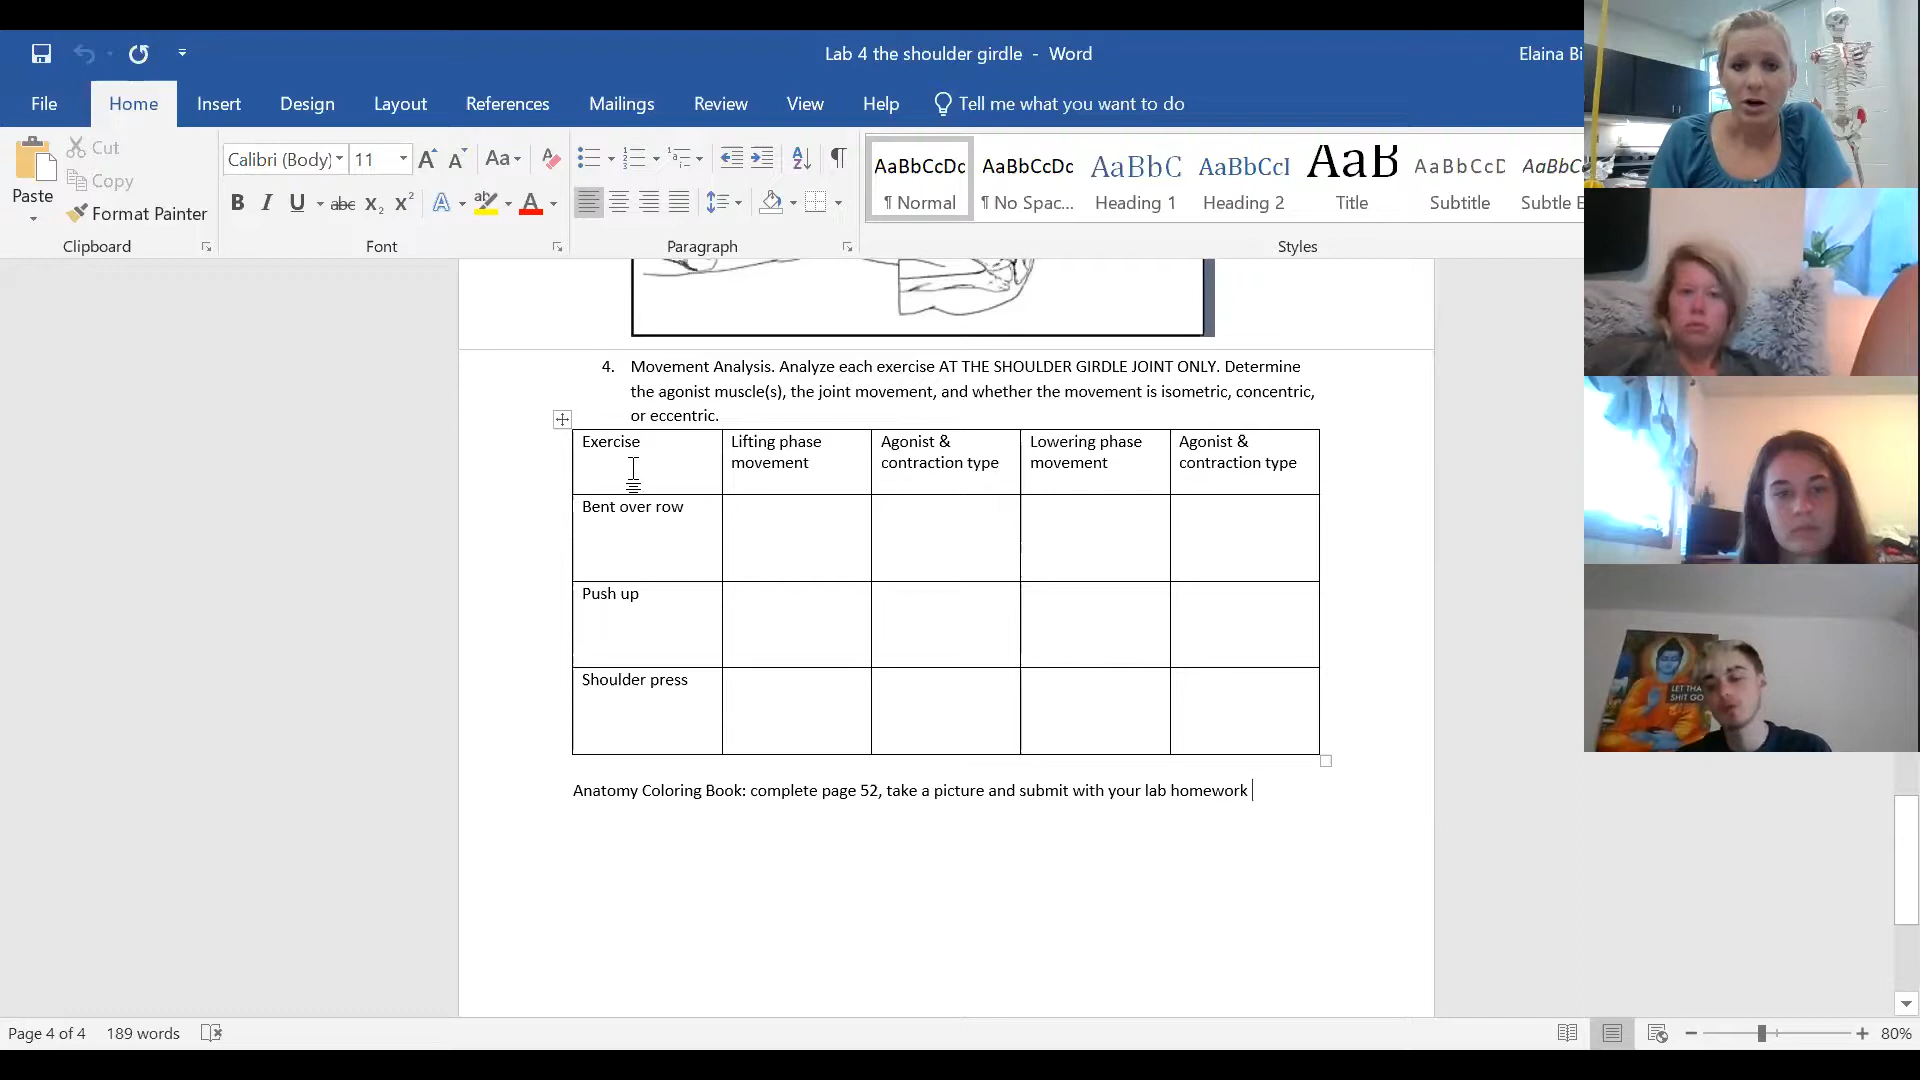 Lab 4 the shoulder girdle - Word
Elaina Bi
File Home Insert Design Layout References Mailings Review View Help Tell me what you want to do
Paste
Cut
Copy
Format Painter
Clipboard
Calibri (Body) 11
Font
Paragraph
AaBbCcDc AaBbCcDc AaBbC AaBbCcI AaB AaBbCcD AaBbC
¶ Normal ¶ No Spac... Heading 1 Heading 2 Title Subtitle Subtle E
Styles
4. Movement Analysis. Analyze each exercise AT THE SHOULDER GIRDLE JOINT ONLY. Determine
the agonist muscle(s), the joint movement, and whether the movement is isometric, concentric,
or eccentric.
Exercise
Lifting phase
movement
Agonist &
contraction type
Lowering phase
movement
Agonist &
contraction type
Bent over row
Push up
Shoulder press
Anatomy Coloring Book: complete page 52, take a picture and submit with your lab homework
LET THA
SHIT GO
Page 4 of 4 189 words
80%